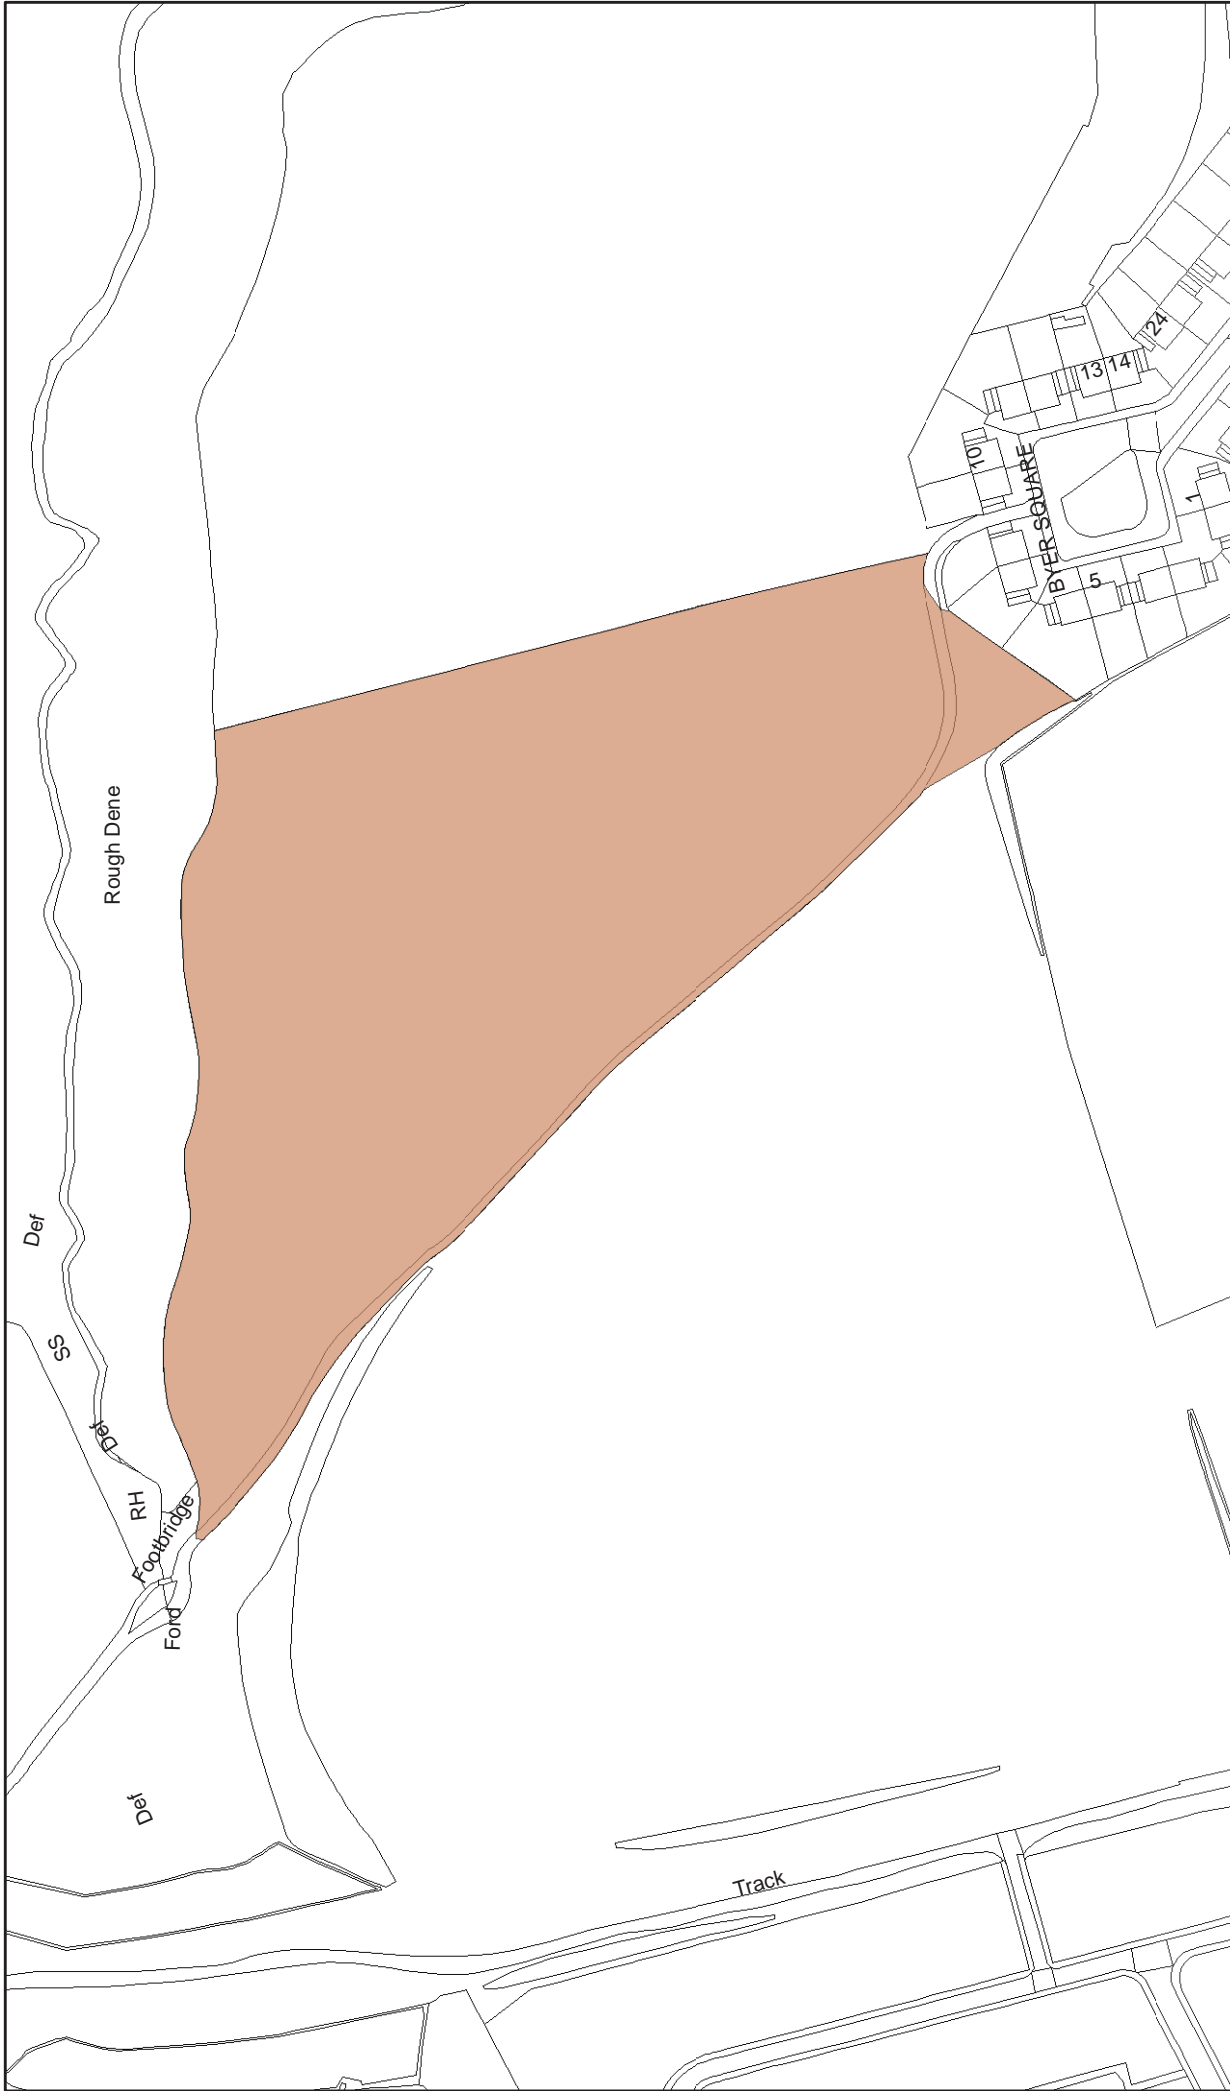 24
13 14
10
BYER SQUARE
1
5
Rough Dene
Def
SS
Def
RH
Footbridge
Ford
Def
Track